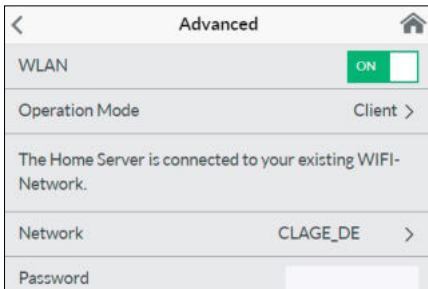 Advanced
WLAN ON
Operation Mode Client >
The Home Server is connected to your existing WIFI-
Network.
Network CLAGE_DE >
Password